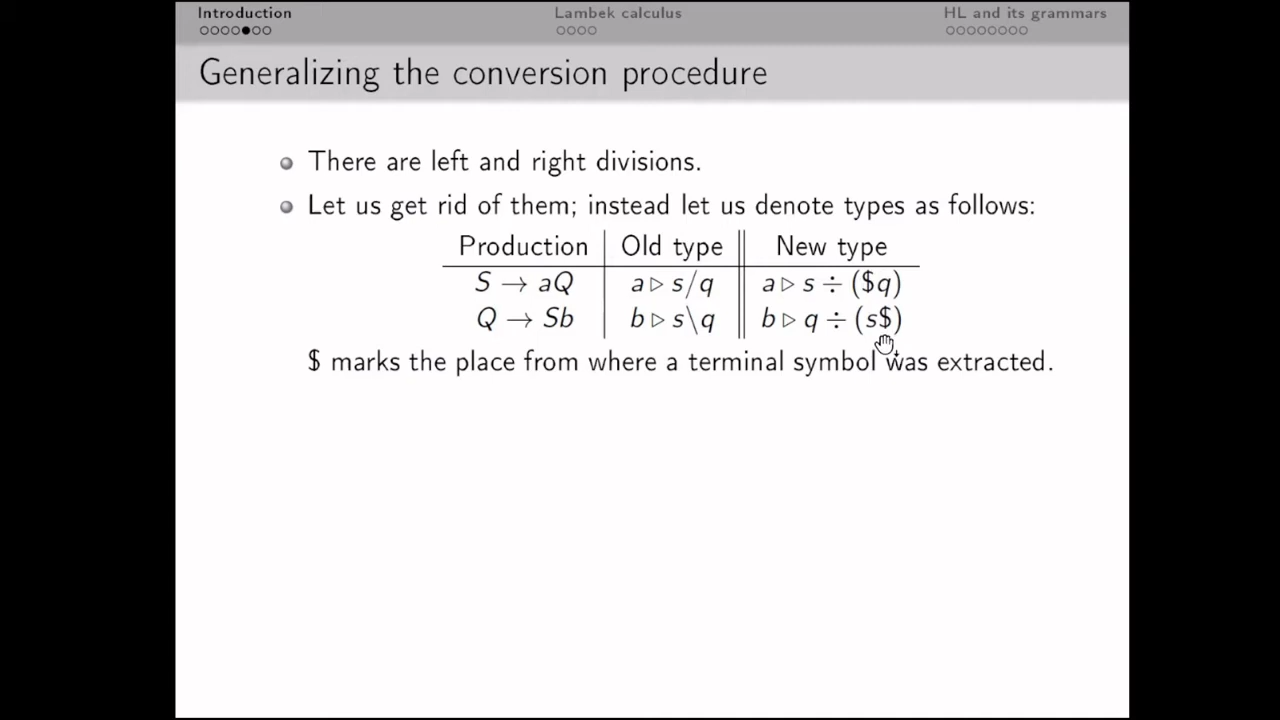 Introduction Lambek calculus HL and its grammars
Generalizing the conversion procedure
There are left and right divisions.
Let us get rid of them; instead let us denote types as follows:
Production Old type New type
S → aQ a ▷ s/q a ▷ s ÷ ($q)
Q → Sb b ▷ s\q b ▷ q ÷ (s$)
$ marks the place from where a terminal symbol was extracted.